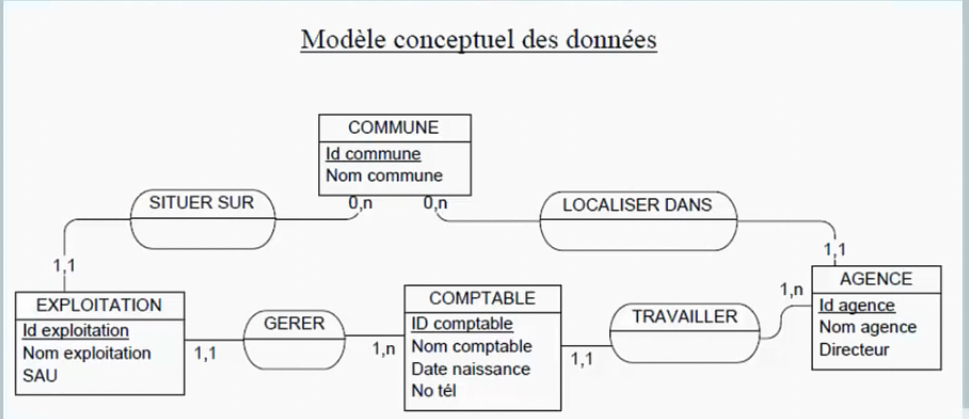 Modèle conceptuel des données
COMMUNE
Id commune
Nom commune
0,n
0,n
SITUER SUR
LOCALISER DANS
1,1
1,1
EXPLOITATION
Id exploitation
Nom exploitation
SAU
1,1
GERER
1,n
COMPTABLE
ID comptable
Nom comptable
Date naissance
No tél
1,1
TRAVAILLER
1,n
AGENCE
Id agence
Nom agence
Directeur